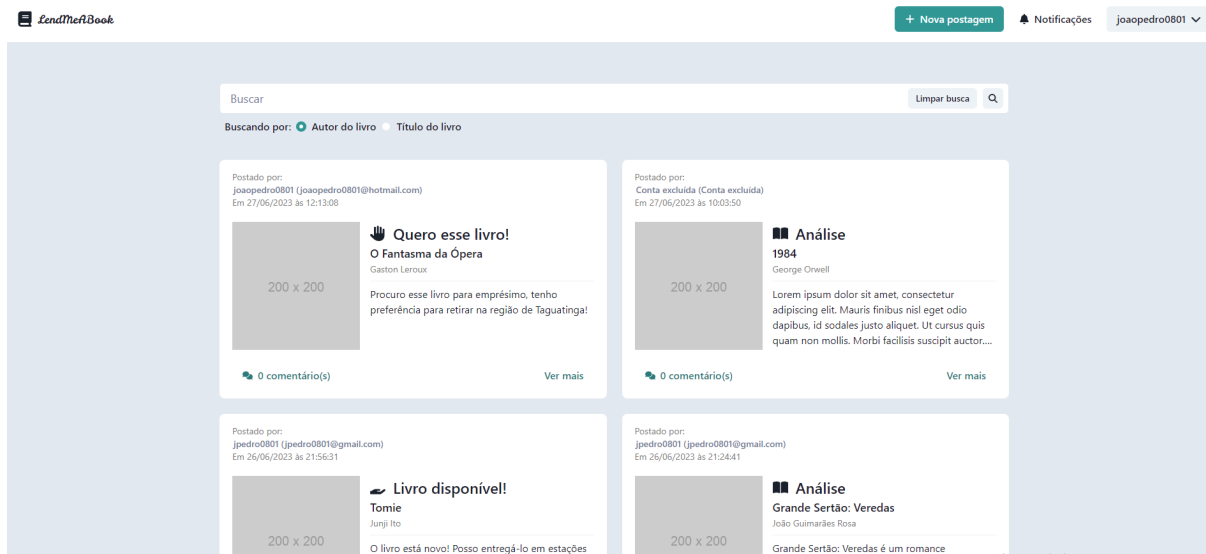 LendMeABook
+ Nova postagem
Notificações
joaopedro0801
Buscar
Limpar busca
Buscando por: Autor do livro Título do livro
Postado por:
joaopedro0801 (joaopedro0801@hotmail.com)
Em 27/06/2023 às 12:13:08
200 x 200
Quero esse livro!
O Fantasma da Ópera
Gaston Leroux
Procuro esse livro para empréstimo, tenho
preferência para retirar na região de Taguatinga!
0 comentário(s)
Ver mais
Postado por:
Conta excluída (Conta excluída)
Em 27/06/2023 às 10:03:50
200 x 200
Análise
1984
George Orwell
Lorem ipsum dolor sit amet, consectetur
adipiscing elit. Mauris finibus nisl eget odio
dapibus, id sodales justo aliquet. Ut cursus quis
quam non mollis. Morbi facilisis suscipit auctor....
0 comentário(s)
Ver mais
Postado por:
jpedro0801 (jpedro0801@gmail.com)
Em 26/06/2023 às 21:56:31
200 x 200
Livro disponível!
Tomie
Junji Ito
O livro está novo! Posso entregá-lo em estações
Postado por:
jpedro0801 (jpedro0801@gmail.com)
Em 26/06/2023 às 21:24:41
200 x 200
Análise
Grande Sertão: Veredas
João Guimarães Rosa
Grande Sertão: Veredas é um romance